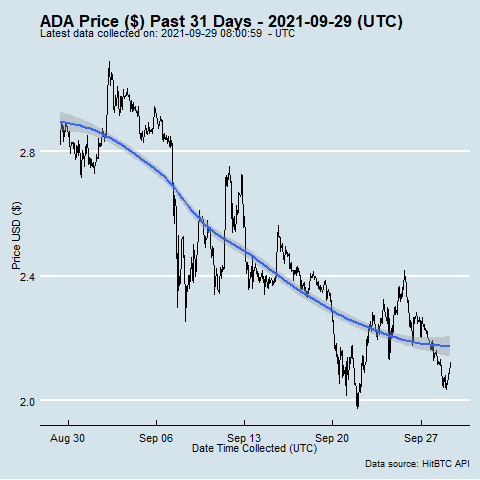 ADA Price ($) Past 31 Days - 2021-09-29 (UTC)
Latest data collected on: 2021-09-29 08:00:59 - UTC
Price USD ($)
2.8
2.4
2.0
Aug 30 Sep 06 Sep 13 Sep 20 Sep 27
Date Time Collected (UTC)
Data source: HitBTC API